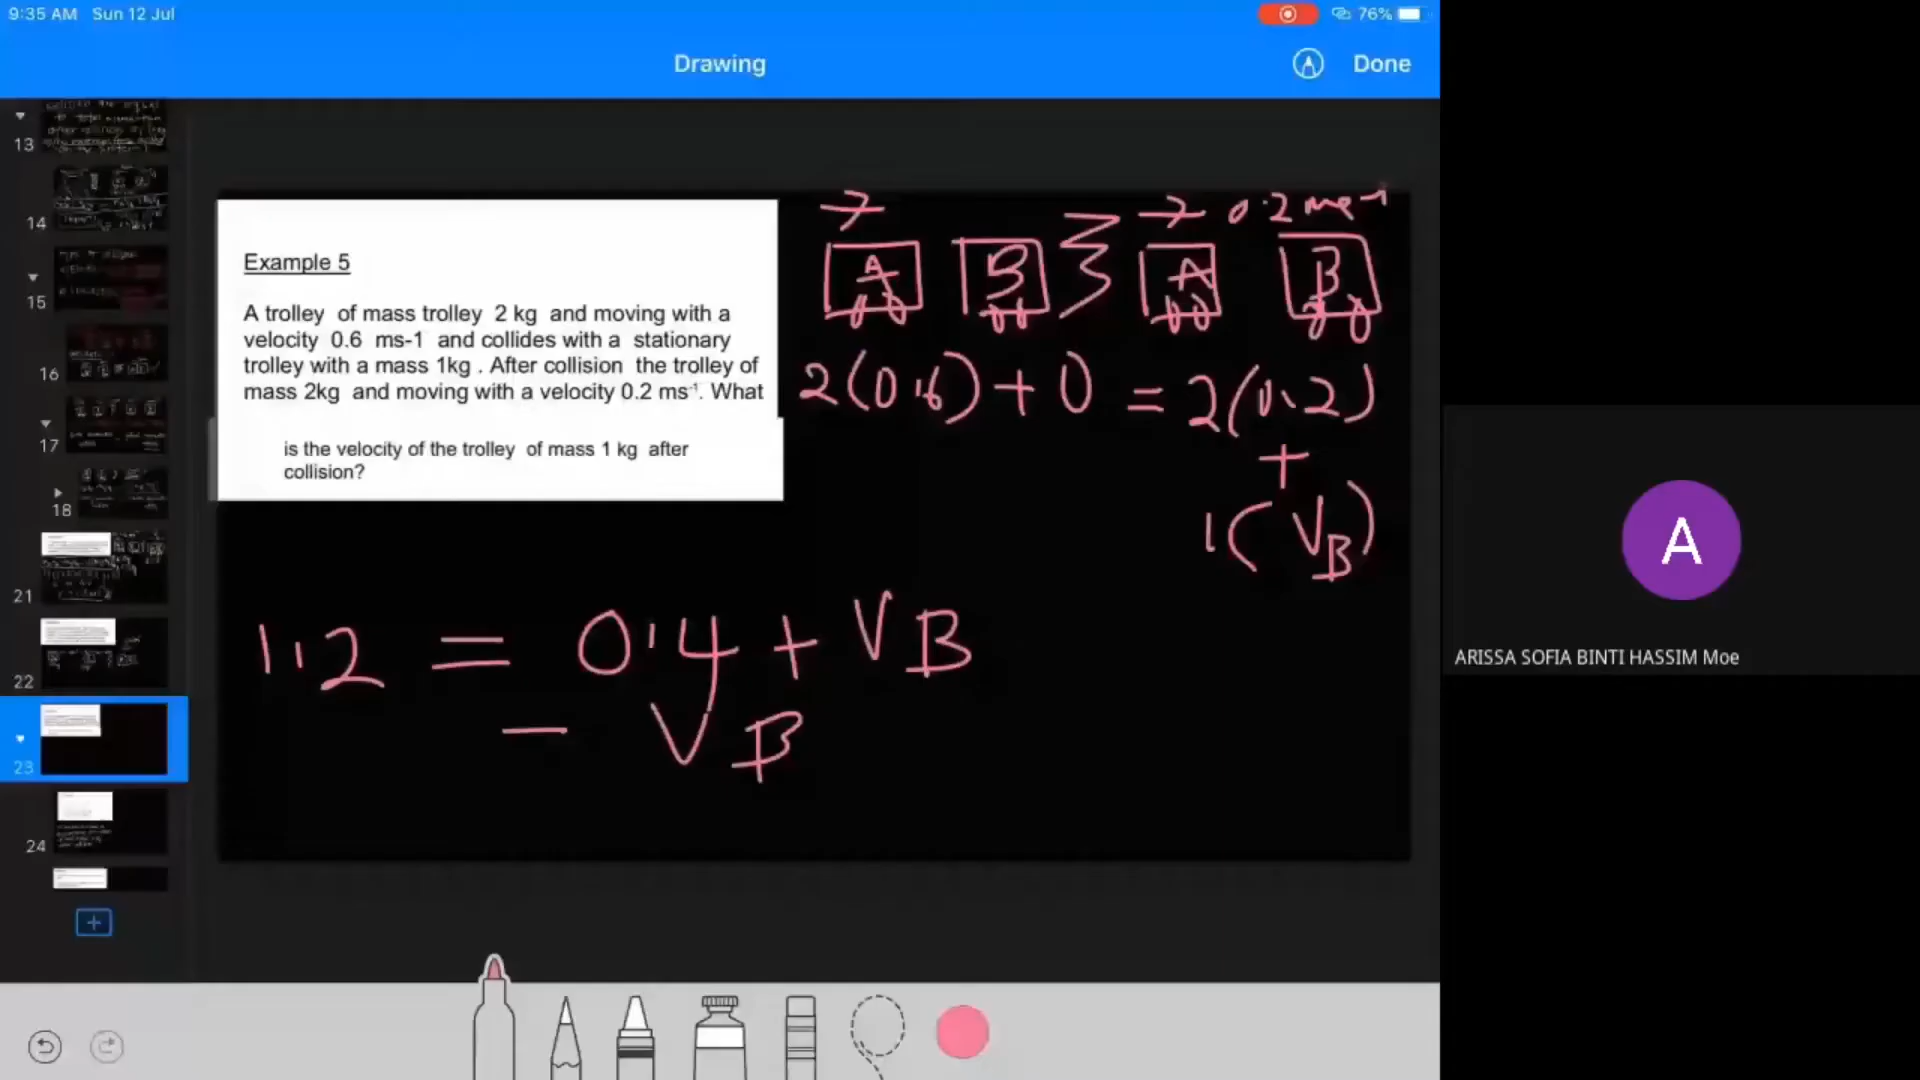 9:35 AM Sun 12 Jul
76%
Drawing
Done
13
14
15
16
17
18
21
22
23
24
Example 5
A trolley of mass trolley 2 kg and moving with a
velocity 0.6 ms-1 and collides with a stationary
trolley with a mass 1kg . After collision the trolley of
mass 2kg and moving with a velocity 0.2 ms⁻¹. What
is the velocity of the trolley of mass 1 kg after
collision?
0.2 ms⁻¹
A B A B
2(0.6) + 0 = 2(0.2)
+
1( VB)
1.2 = 0.4 + VB
- VB
A
ARISSA SOFIA BINTI HASSIM Moe